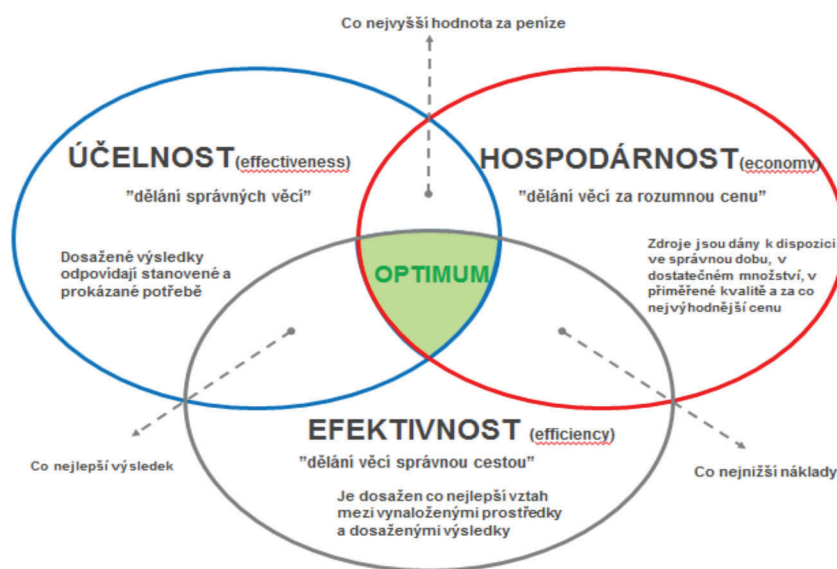 Co nejvyšší hodnota za peníze
ÚČELNOST(effectiveness)
"dělání správných věcí"
Dosažené výsledky
odpovídají stanovené a
prokázané potřebě
HOSPODÁRNOST(economy)
"dělání věcí za rozumnou cenu"
Zdroje jsou dány k dispozici
ve správnou dobu, v
dostatečném množství, v
přiměřené kvalitě a za co
nejvýhodnější cenu
OPTIMUM
EFEKTIVNOST (efficiency)
"dělání věcí správnou cestou"
Je dosažen co nejlepší vztah
mezi vynaloženými prostředky
a dosaženými výsledky
Co nejlepší výsledek
Co nejnižší náklady